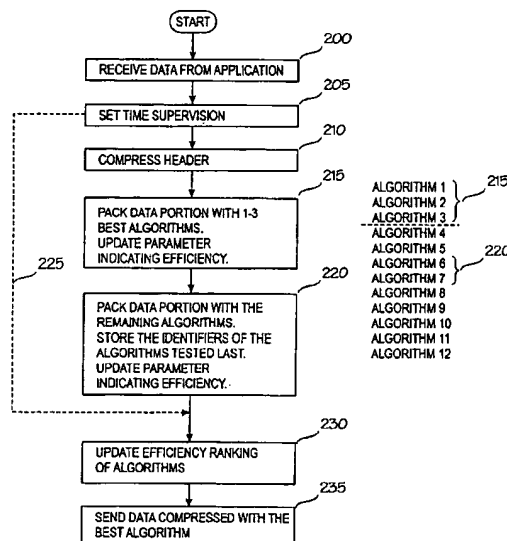 START
200
RECEIVE DATA FROM APPLICATION
205
SET TIME SUPERVISION
210
COMPRESS HEADER
215
PACK DATA PORTION WITH 1-3
BEST ALGORITHMS.
UPDATE PARAMETER
INDICATING EFFICIENCY.
225
220
PACK DATA PORTION WITH THE
REMAINING ALGORITHMS.
STORE THE IDENTIFIERS OF THE
ALGORITHMS TESTED LAST.
UPDATE PARAMETER
INDICATING EFFICIENCY.
230
UPDATE EFFICIENCY RANKING
OF ALGORITHMS
235
SEND DATA COMPRESSED WITH THE
BEST ALGORITHM
ALGORITHM 1
ALGORITHM 2
ALGORITHM 3
215
ALGORITHM 4
ALGORITHM 5
ALGORITHM 6
ALGORITHM 7
220
ALGORITHM 8
ALGORITHM 9
ALGORITHM 10
ALGORITHM 11
ALGORITHM 12